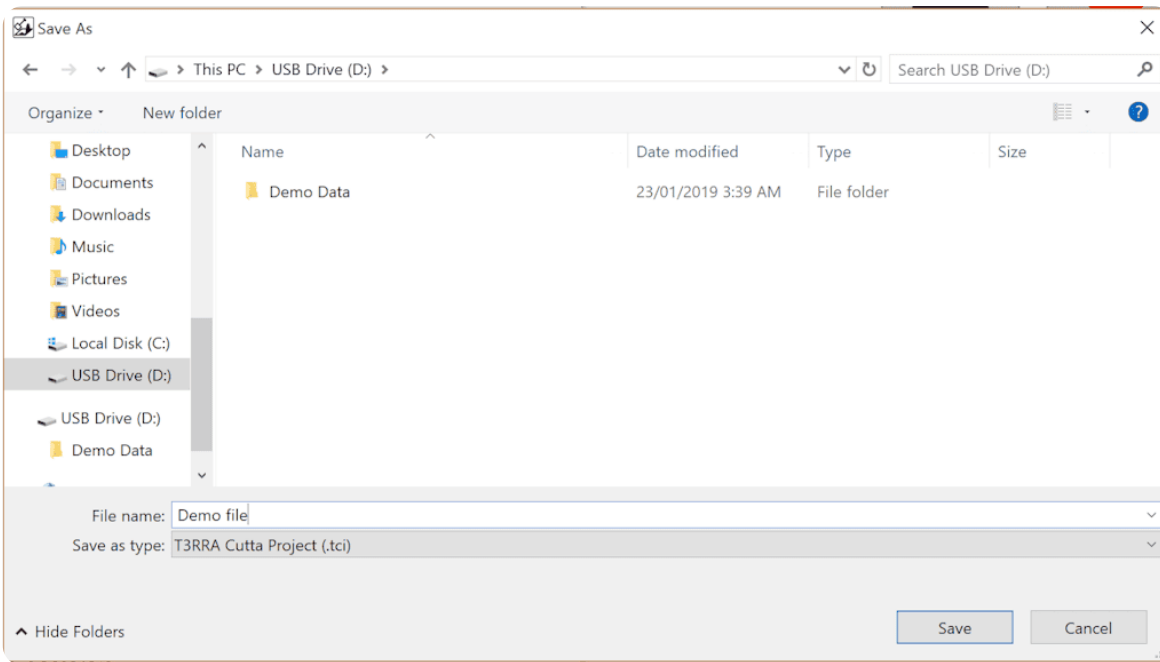 Save As
This PC > USB Drive (D:) >
Search USB Drive (D:)
Organize
New folder
?
Name
Date modified
Type
Size
Desktop
Documents
Downloads
Music
Pictures
Videos
Local Disk (C:)
USB Drive (D:)
USB Drive (D:)
Demo Data
Demo Data
23/01/2019 3:39 AM
File folder
File name: Demo file
Save as type: T3RRA Cutta Project (.tci)
Hide Folders
Save
Cancel